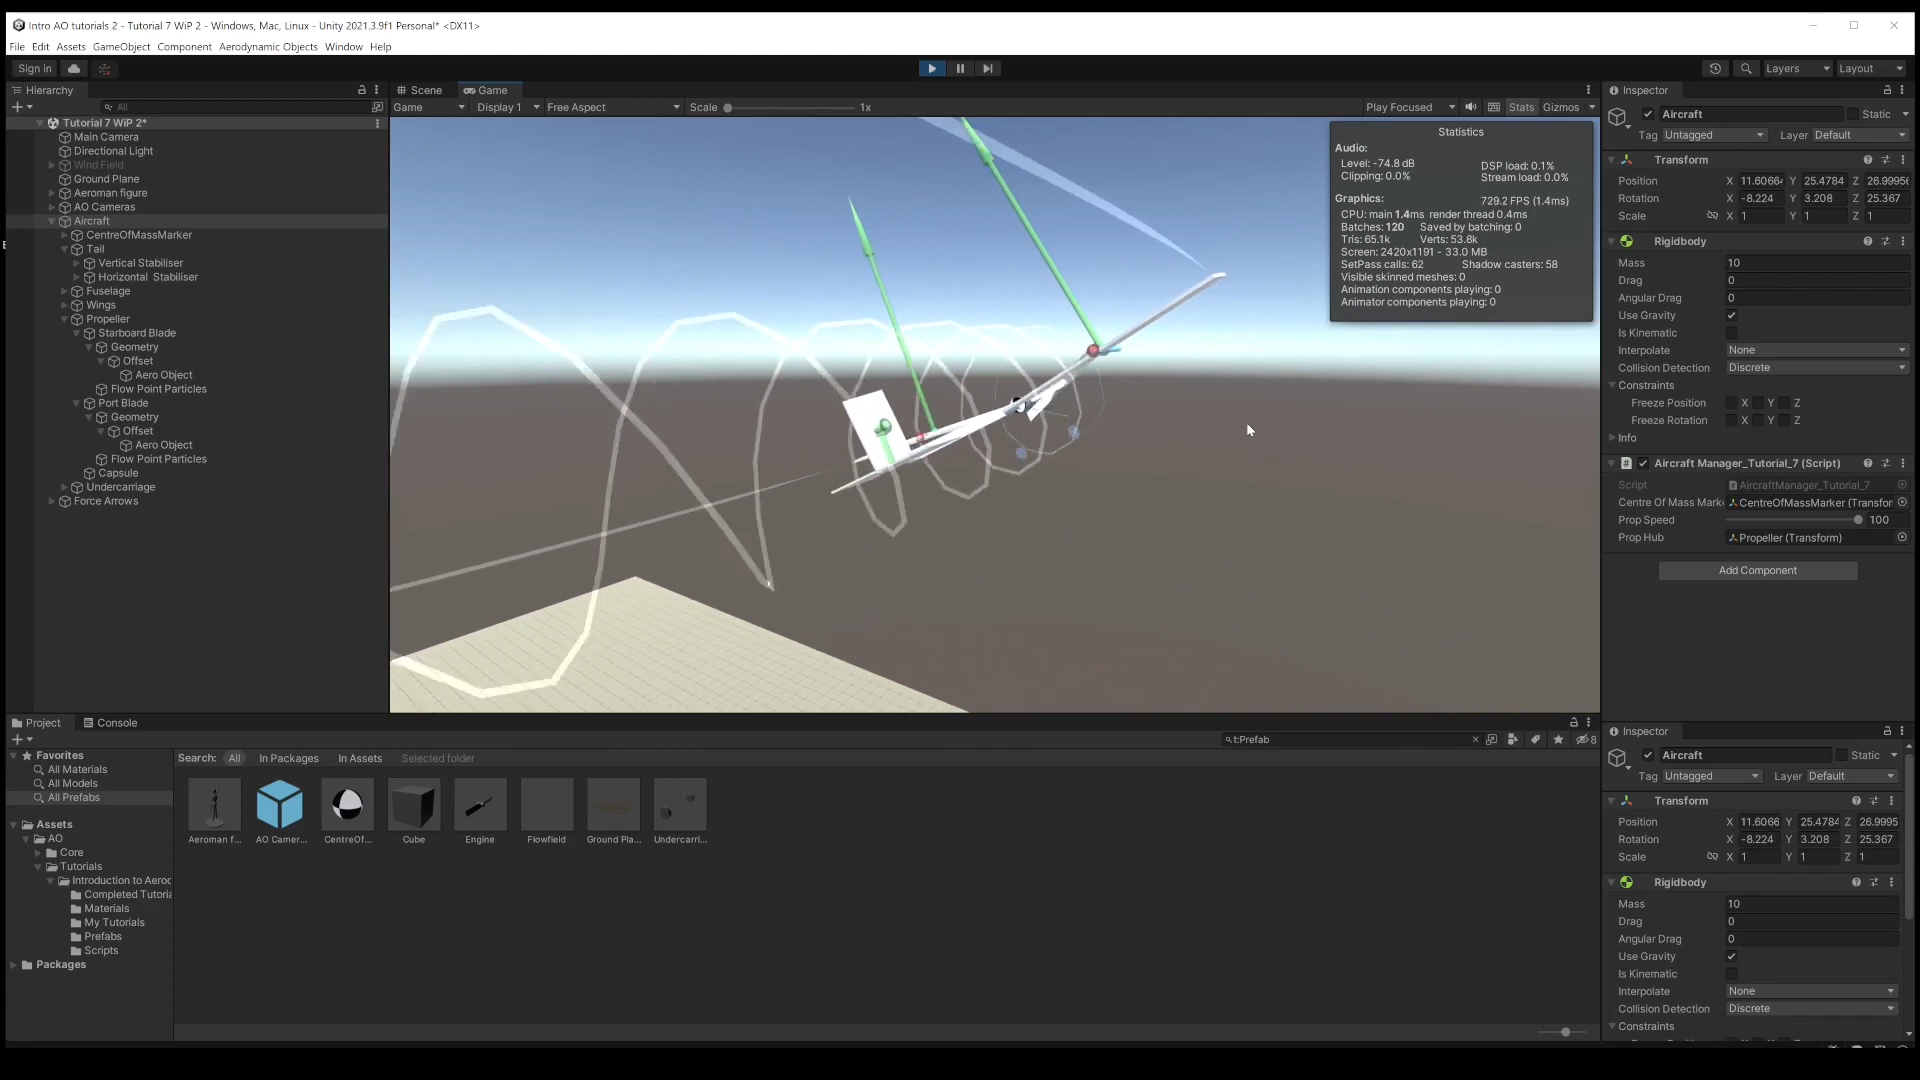 Intro AO tutorials 2 - Tutorial 7 WiP 2 - Windows, Mac, Linux - Unity 2021.3.9f1 Personal* <DX11>
File Edit Assets GameObject Component Aerodynamic Objects Window Help
Sign in
Layers
Layout
Hierarchy
All
Tutorial 7 WiP 2*
Main Camera
Directional Light
Wind Field
Ground Plane
Aeroman figure
AO Cameras
Aircraft
CentreOfMassMarker
Tail
Vertical Stabiliser
Horizontal Stabiliser
Fuselage
Wings
Propeller
Starboard Blade
Geometry
Offset
Aero Object
Flow Point Particles
Port Blade
Geometry
Offset
Aero Object
Flow Point Particles
Capsule
Undercarriage
Force Arrows
Scene Game
Game Display 1 Free Aspect Scale 1x Play Focused Stats Gizmos
Statistics
Audio:
Level: -74.8 dB DSP load: 0.1%
Clipping: 0.0% Stream load: 0.0%
Graphics: 729.2 FPS (1.4ms)
CPU: main 1.4ms render thread 0.4ms
Batches: 120 Saved by batching: 0
Tris: 65.1k Verts: 53.8k
Screen: 2420x1191 - 33.0 MB
SetPass calls: 62 Shadow casters: 58
Visible skinned meshes: 0
Animation components playing: 0
Animator components playing: 0
Inspector
Aircraft Static
Tag Untagged Layer Default
Transform
Position X 11.6066 Y 25.4784 Z 26.9995
Rotation X -8.224 Y 3.208 Z 25.367
Scale X 1 Y 1 Z 1
Rigidbody
Mass 10
Drag 0
Angular Drag 0
Use Gravity
Is Kinematic
Interpolate None
Collision Detection Discrete
Constraints
Freeze Position X Y Z
Freeze Rotation X Y Z
Info
Aircraft Manager_Tutorial_7 (Script)
Script AircraftManager_Tutorial_7
Centre Of Mass Marke CentreOfMassMarker (Transfor
Prop Speed 100
Prop Hub Propeller (Transform)
Add Component
Project Console
t:Prefab
8
Favorites
All Materials
All Models
All Prefabs
Assets
AO
Core
Tutorials
Introduction to Aeroc
Completed Tutoria
Materials
My Tutorials
Prefabs
Scripts
Packages
Search: All In Packages In Assets Selected folder
Aeroman f... AO Camer... CentreOf... Cube Engine Flowfield Ground Pla... Undercarri...
Inspector
Aircraft Static
Tag Untagged Layer Default
Transform
Position X 11.6066 Y 25.4784 Z 26.9995
Rotation X -8.224 Y 3.208 Z 25.367
Scale X 1 Y 1 Z 1
Rigidbody
Mass 10
Drag 0
Angular Drag 0
Use Gravity
Is Kinematic
Interpolate None
Collision Detection Discrete
Constraints